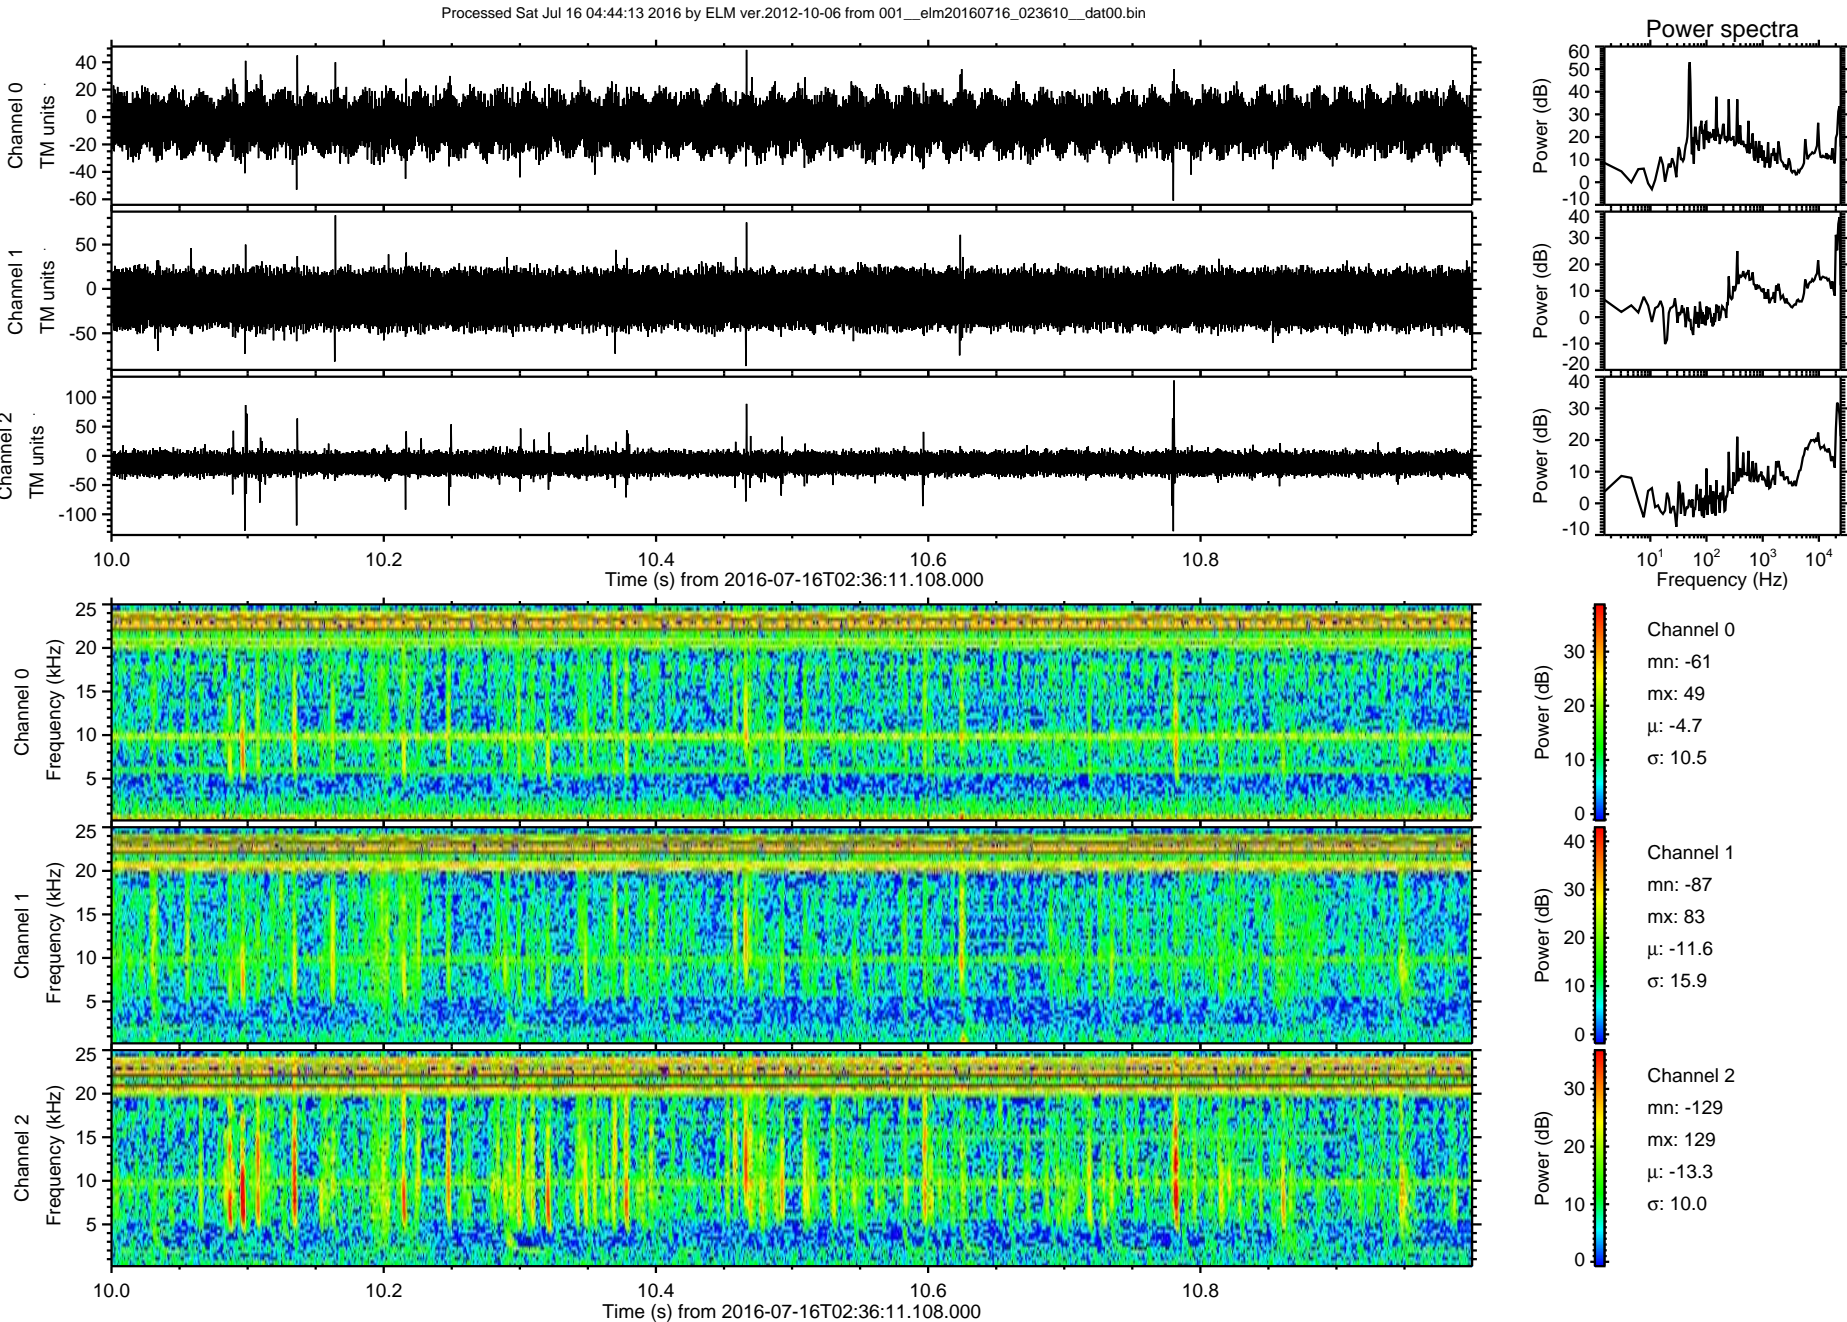 Processed Sat Jul 16 04:44:13 2016 by ELM ver.2012-10-06 from 001__elm20160716_023610__dat00.bin
Power spectra
Channel 0
TM units
40
20
0
-20
-40
-60
Power (dB)
60
50
40
30
20
10
0
-10
Channel 1
TM units
50
0
-50
Power (dB)
40
30
20
10
0
-10
-20
Channel 2
TM units
100
50
0
-50
-100
Power (dB)
40
30
20
10
0
-10
10.0 10.2 10.4 10.6 10.8
Time (s) from 2016-07-16T02:36:11.108.000
10^1 10^2 10^3 10^4
Frequency (Hz)
Channel 0
Frequency (kHz)
25
20
15
10
5
Power (dB)
30
20
10
0
Channel 0
mn: -61
mx: 49
μ: -4.7
σ: 10.5
Channel 1
Frequency (kHz)
25
20
15
10
5
Power (dB)
40
30
20
10
0
Channel 1
mn: -87
mx: 83
μ: -11.6
σ: 15.9
Channel 2
Frequency (kHz)
25
20
15
10
5
Power (dB)
30
20
10
0
Channel 2
mn: -129
mx: 129
μ: -13.3
σ: 10.0
10.0 10.2 10.4 10.6 10.8
Time (s) from 2016-07-16T02:36:11.108.000